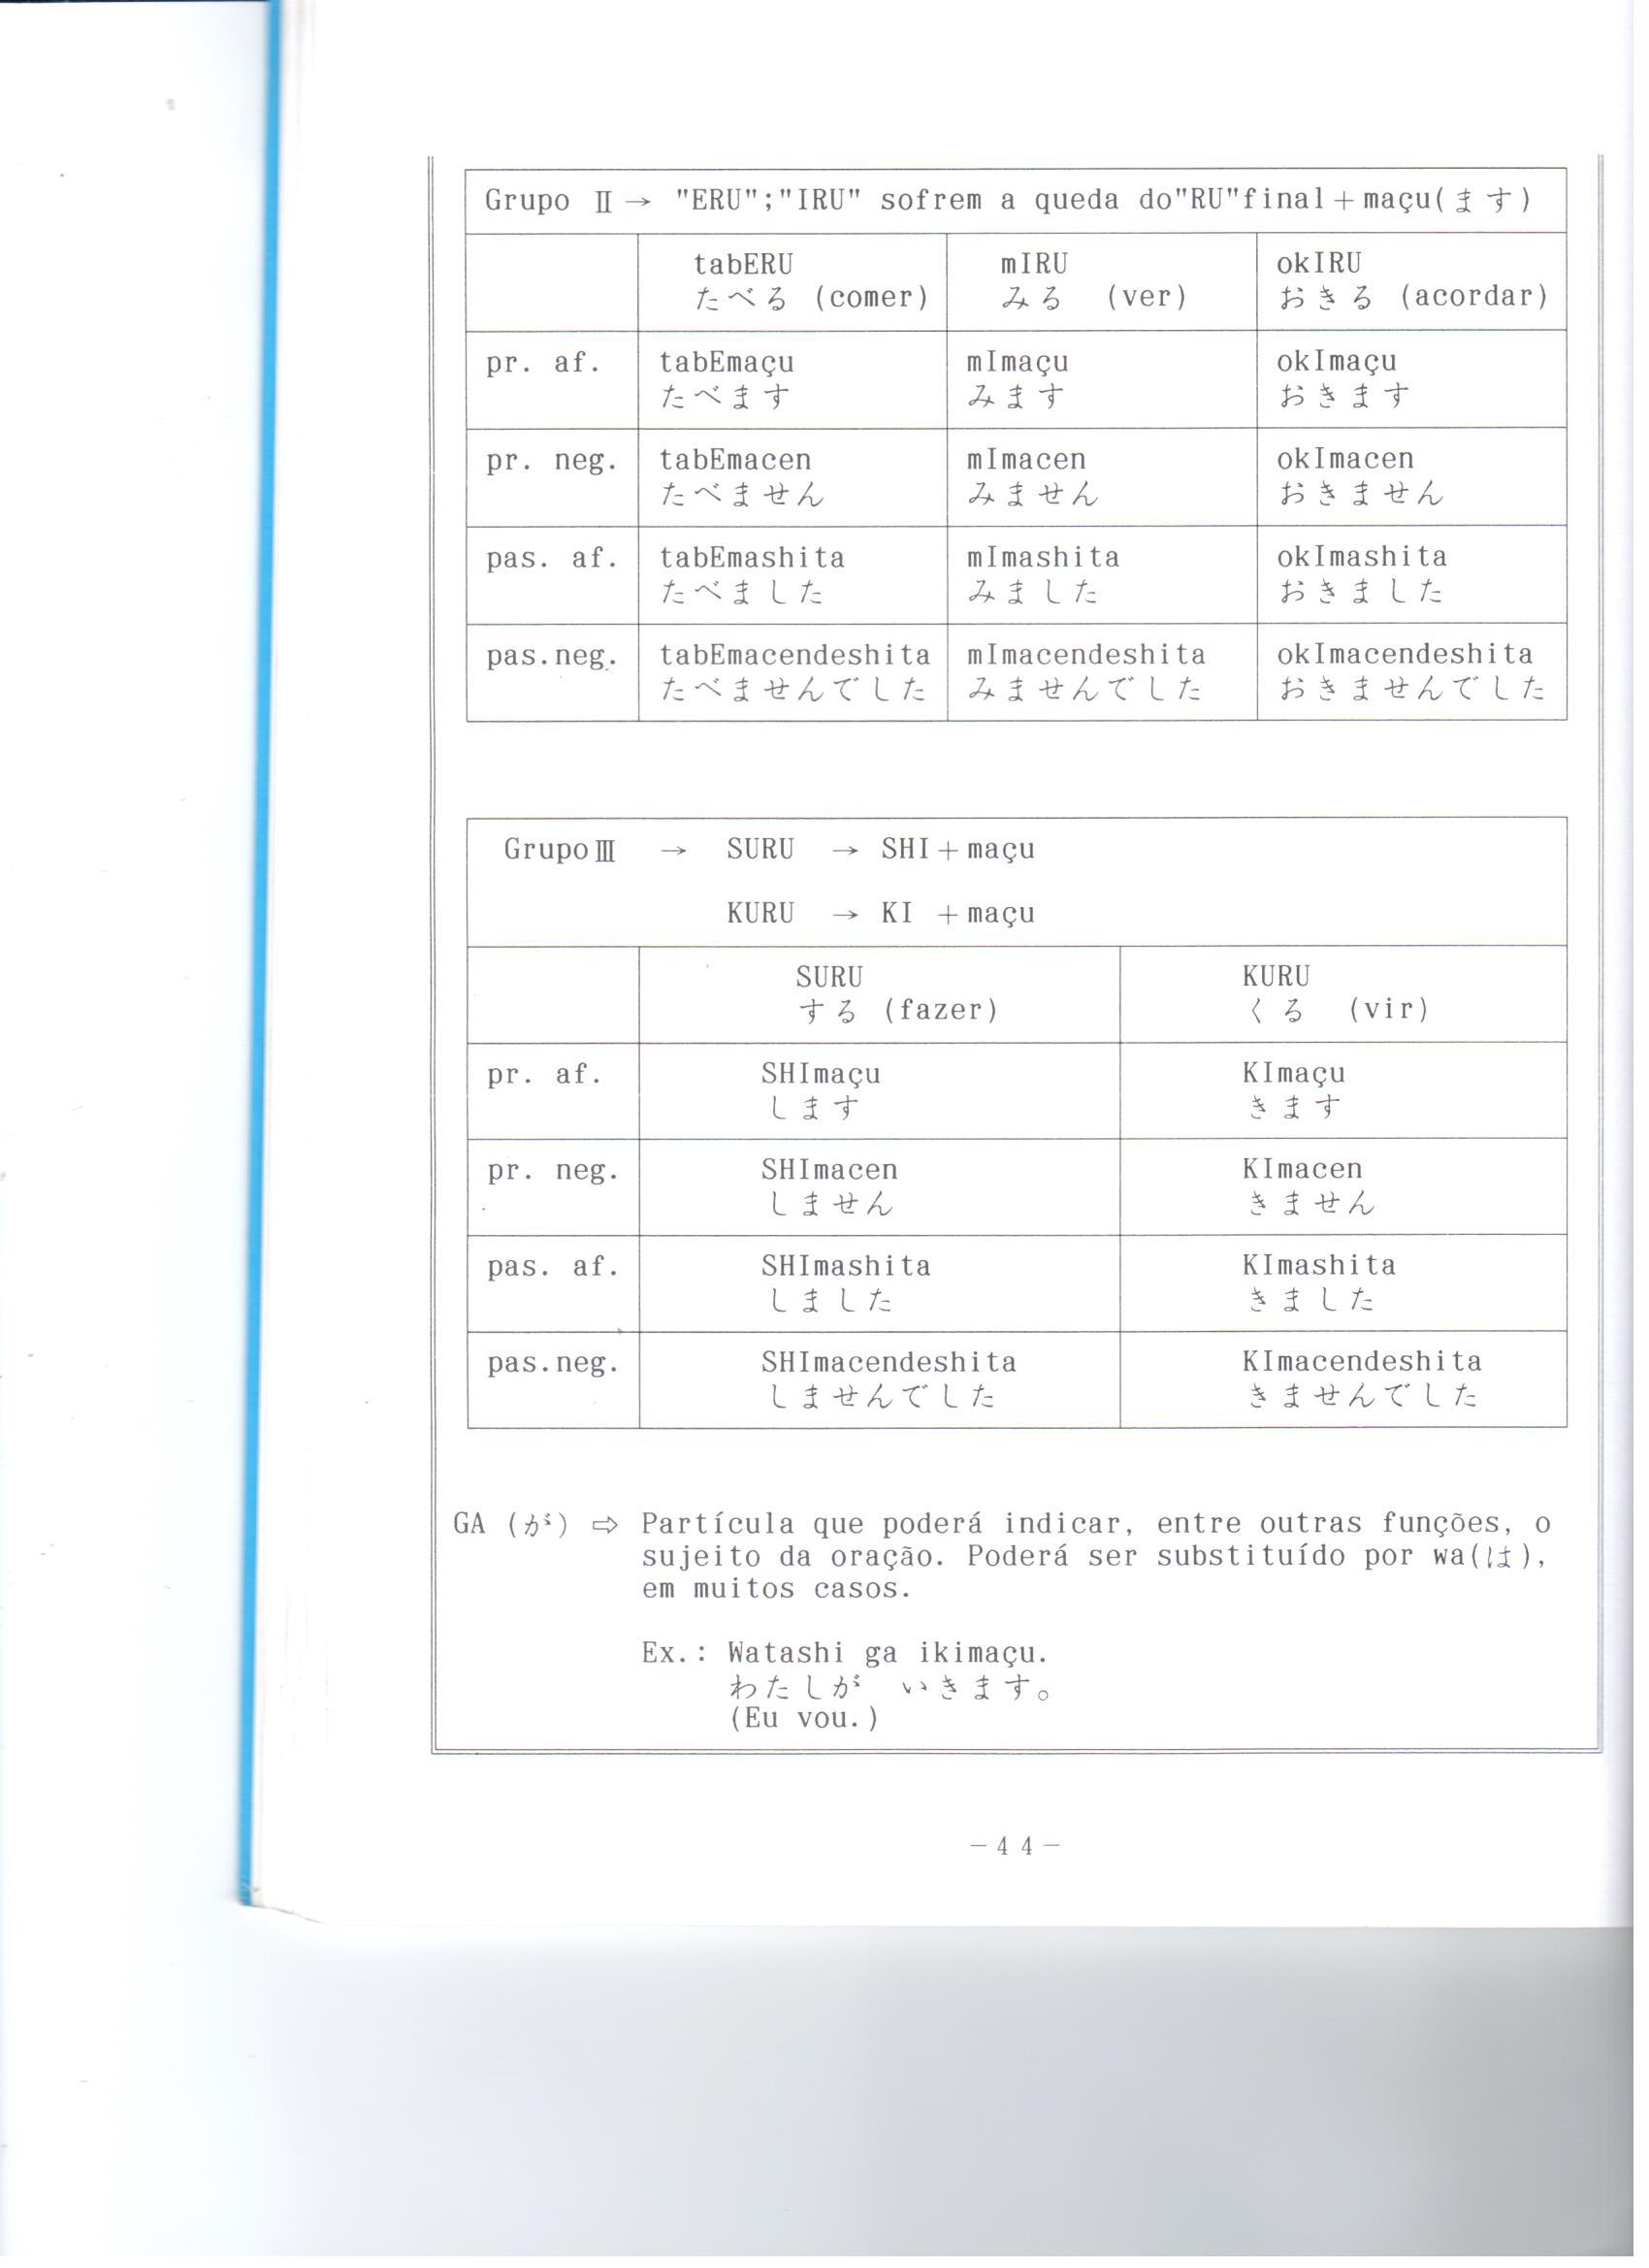 Grupo Ⅱ→ "ERU";"IRU" sofrem a queda do"RU"final＋maçu(ます)
tabERU mIRU okIRU
たべる (comer) みる (ver) おきる (acordar)
pr. af. tabEmaçu mImaçu okImaçu
たべます みます おきます
pr. neg. tabEmacen mImacen okImacen
たべません みません おきません
pas. af. tabEmashita mImashita okImashita
たべました みました おきました
pas.neg. tabEmacendeshita mImacendeshita okImacendeshita
たべませんでした みませんでした おきませんでした
GrupoⅢ → SURU → SHI＋maçu
KURU → KI ＋maçu
SURU KURU
する (fazer) くる (vir)
pr. af. SHImaçu KImaçu
します きます
pr. neg. SHImacen KImacen
しません きません
pas. af. SHImashita KImashita
しました きました
pas.neg. SHImacendeshita KImacendeshita
しませんでした きませんでした
GA (が) ⇨ Partícula que poderá indicar, entre outras funções, o
sujeito da oração. Poderá ser substituído por wa(は),
em muitos casos.
Ex.: Watashi ga ikimaçu.
わたしが いきます。
(Eu vou.)
－４４－